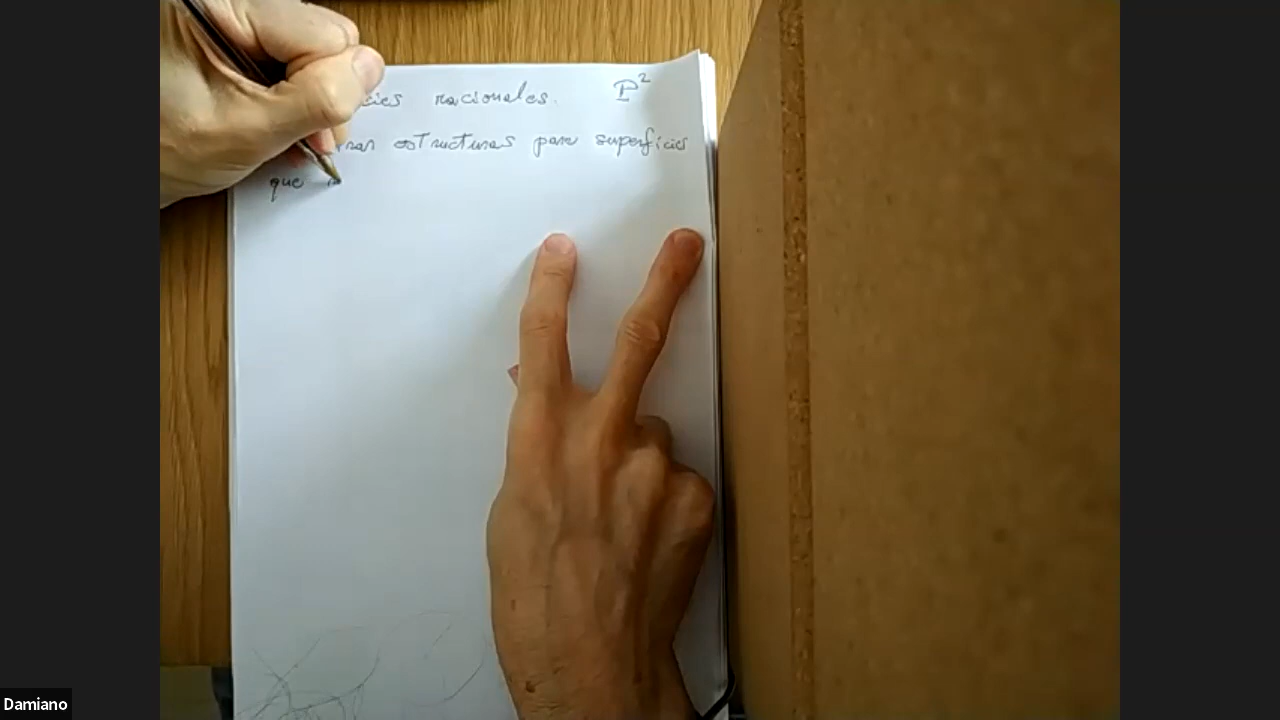 racionales. P²
estructuras para superficies
que
Damiano